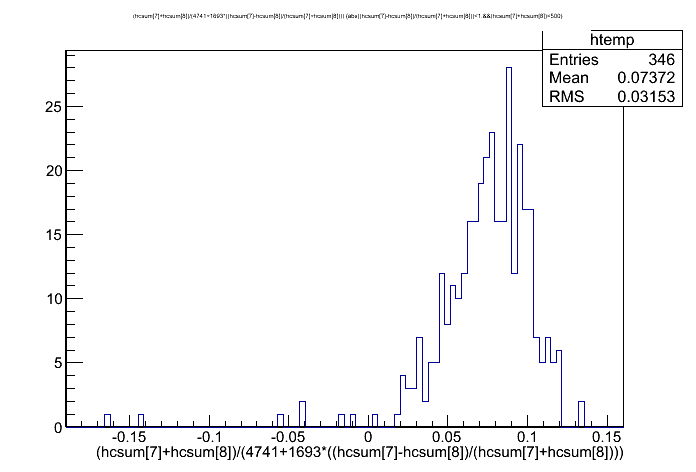 (hcsum[7]+hcsum[8])/(4741+1693*((hcsum[7]-hcsum[8])/(hcsum[7]+hcsum[8]))) {abs((hcsum[7]-hcsum[8])/(hcsum[7]+hcsum[8]))<1.&&(hcsum[7]+hcsum[8])<500}
htemp
Entries 346
Mean 0.07372
RMS 0.03153
25
20
15
10
5
0
-0.15 -0.1 -0.05 0 0.05 0.1 0.15
(hcsum[7]+hcsum[8])/(4741+1693*((hcsum[7]-hcsum[8])/(hcsum[7]+hcsum[8])))